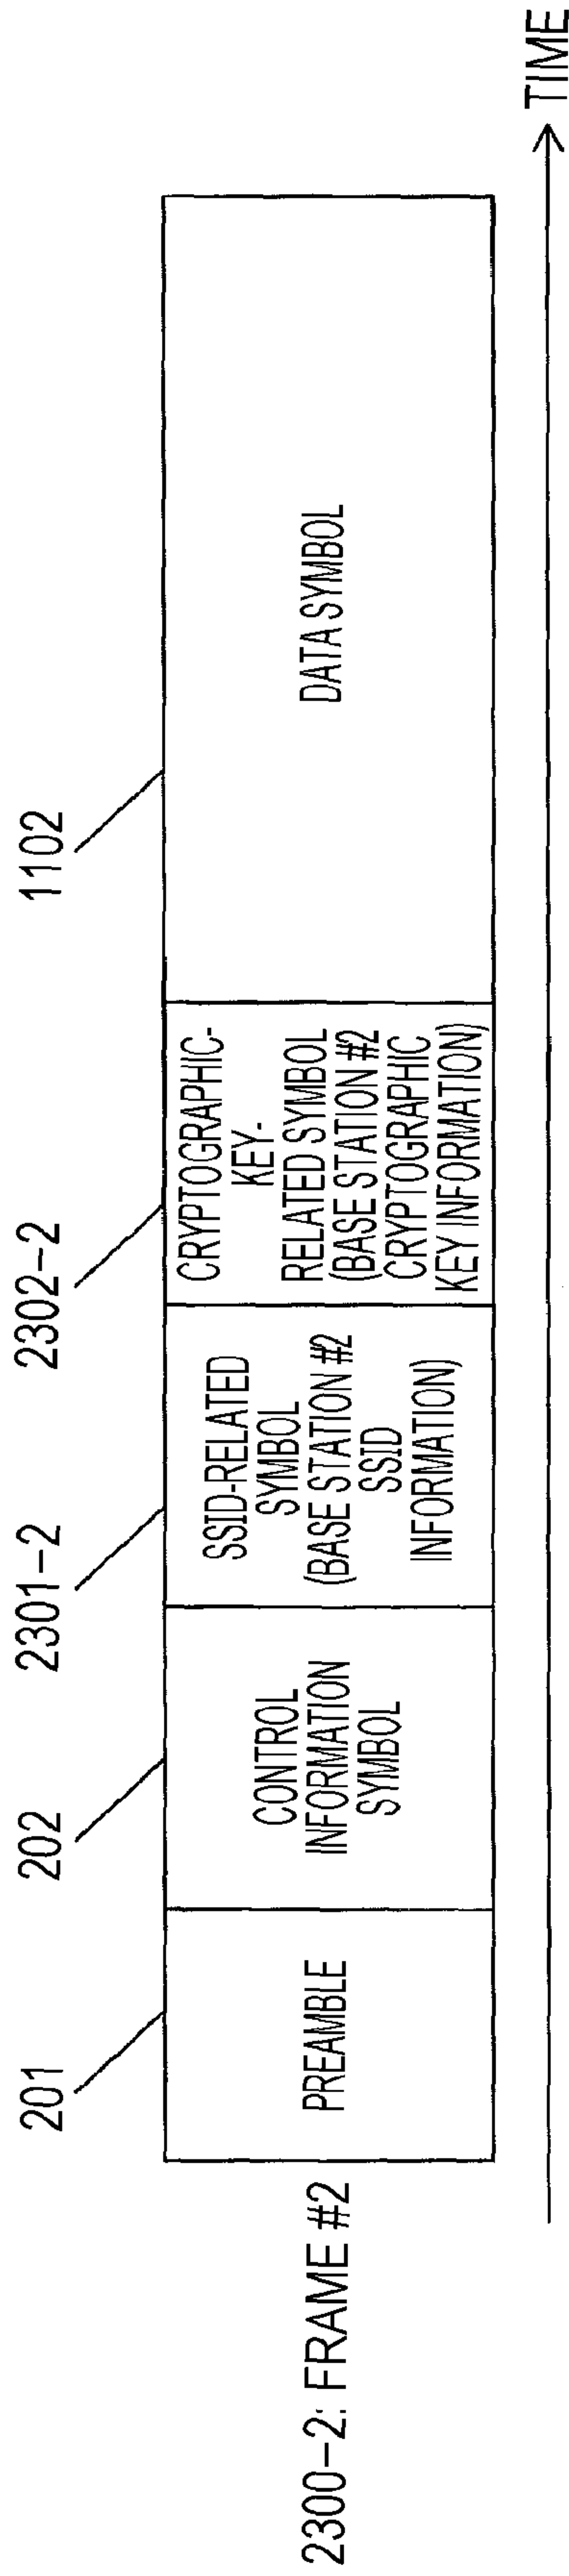 201
202
2301-2
2302-2
1102
2300-2: FRAME #2
PREAMBLE
CONTROL
INFORMATION
SYMBOL
SSID-RELATED
SYMBOL
(BASE STATION #2
SSID
INFORMATION)
CRYPTOGRAPHIC-
KEY-
RELATED SYMBOL
(BASE STATION #2
CRYPTOGRAPHIC
KEY INFORMATION)
DATA SYMBOL
TIME